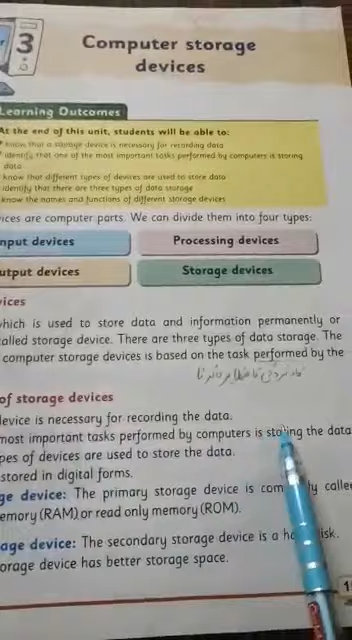 3
Computer storage
devices
Learning Outcomes
At the end of this unit, students will be able to:
know that a storage device is necessary for recording data
identify that one of the most important tasks performed by computers is storing
data
know that different types of devices are used to store data
identify that there are three types of data storage
know the names and functions of different storage devices
ices are computer parts. We can divide them into four types:
nput devices
Processing devices
utput devices
Storage devices
vices
which is used to store data and information permanently or
alled storage device. There are three types of data storage. The
computer storage devices is based on the task performed by the
of storage devices
device is necessary for recording the data.
most important tasks performed by computers is storing the data
pes of devices are used to store the data.
stored in digital forms.
ge device: The primary storage device is com ly calle
emory (RAM) or read only memory (ROM).
age device: The secondary storage device is a ha isk.
orage device has better storage space.